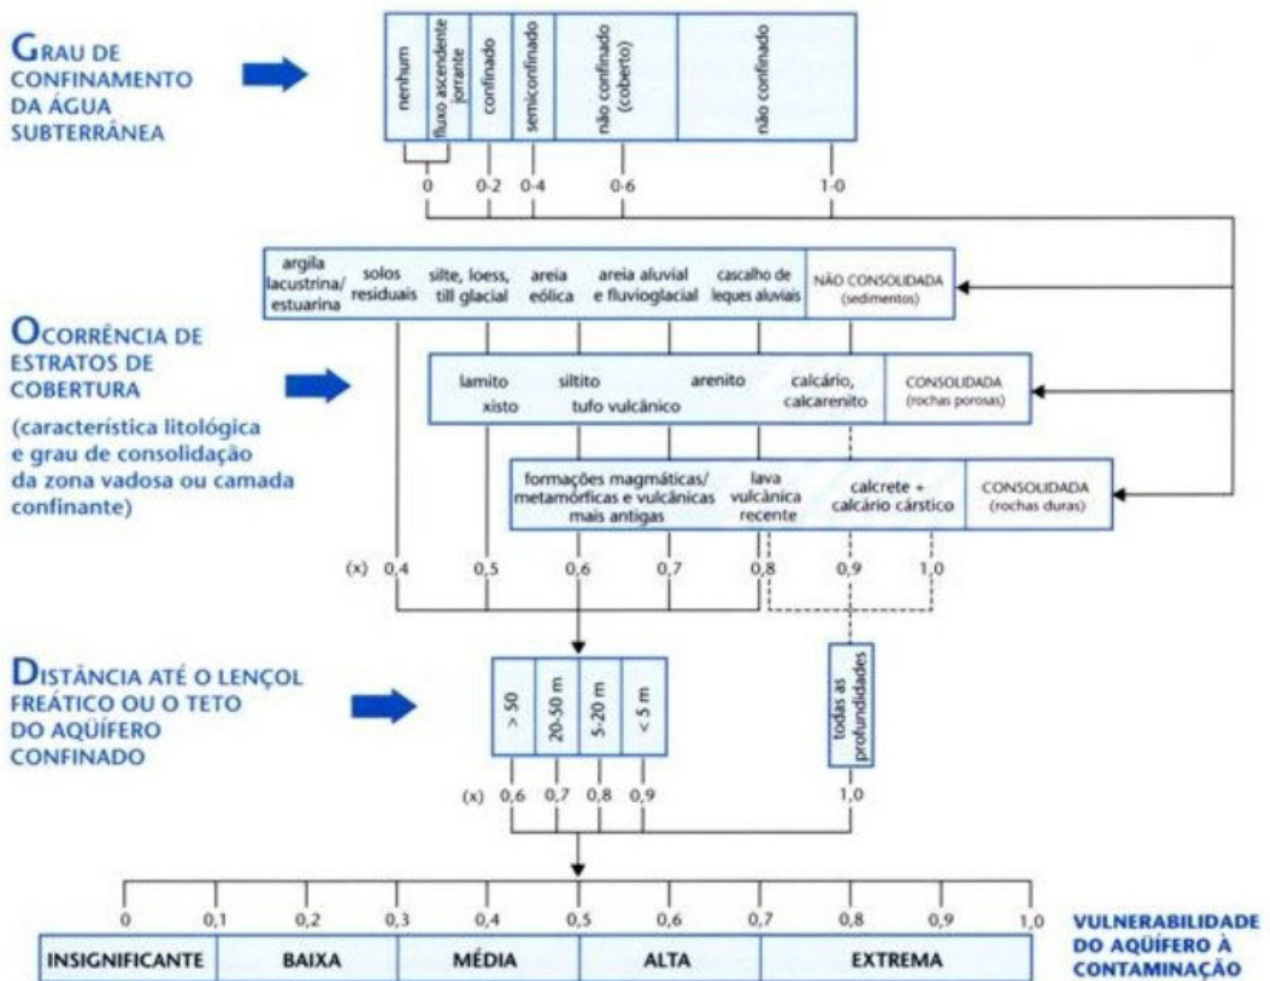 GRAU DE
CONFINAMENTO
DA ÁGUA
SUBTERRÂNEA
nenhum
fluxo ascendente
jorrante
confinado
semiconfinado
não confinado
(coberto)
não confinado
0
0-2
0-4
0-6
1-0
argila
lacustrina/
estuarina
solos
residuais
silte, loess,
till glacial
areia
eólica
areia aluvial
e fluvioglacial
cascalho de
leques aluviais
NÃO CONSOLIDADA
(sedimentos)
OCORRÊNCIA DE
ESTRATOS DE
COBERTURA
(característica litológica
e grau de consolidação
da zona vadosa ou camada
confinante)
lamito
xisto
siltito
tufo vulcânico
arenito
calcário,
calcarenito
CONSOLIDADA
(rochas porosas)
formações magmáticas/
metamórficas e vulcânicas
mais antigas
lava
vulcânica
recente
calcrete +
calcário cárstico
CONSOLIDADA
(rochas duras)
(x) 0,4 0,5 0,6 0,7 0,8 0,9 1,0
DISTÂNCIA ATÉ O LENÇOL
FREÁTICO OU O TETO
DO AQÜÍFERO
CONFINADO
> 50
20-50 m
5-20 m
< 5 m
todas as
profundidades
(x) 0,6 0,7 0,8 0,9 1,0
0 0,1 0,2 0,3 0,4 0,5 0,6 0,7 0,8 0,9 1,0
INSIGNIFICANTE BAIXA MÉDIA ALTA EXTREMA
VULNERABILIDADE
DO AQÜÍFERO À
CONTAMINAÇÃO